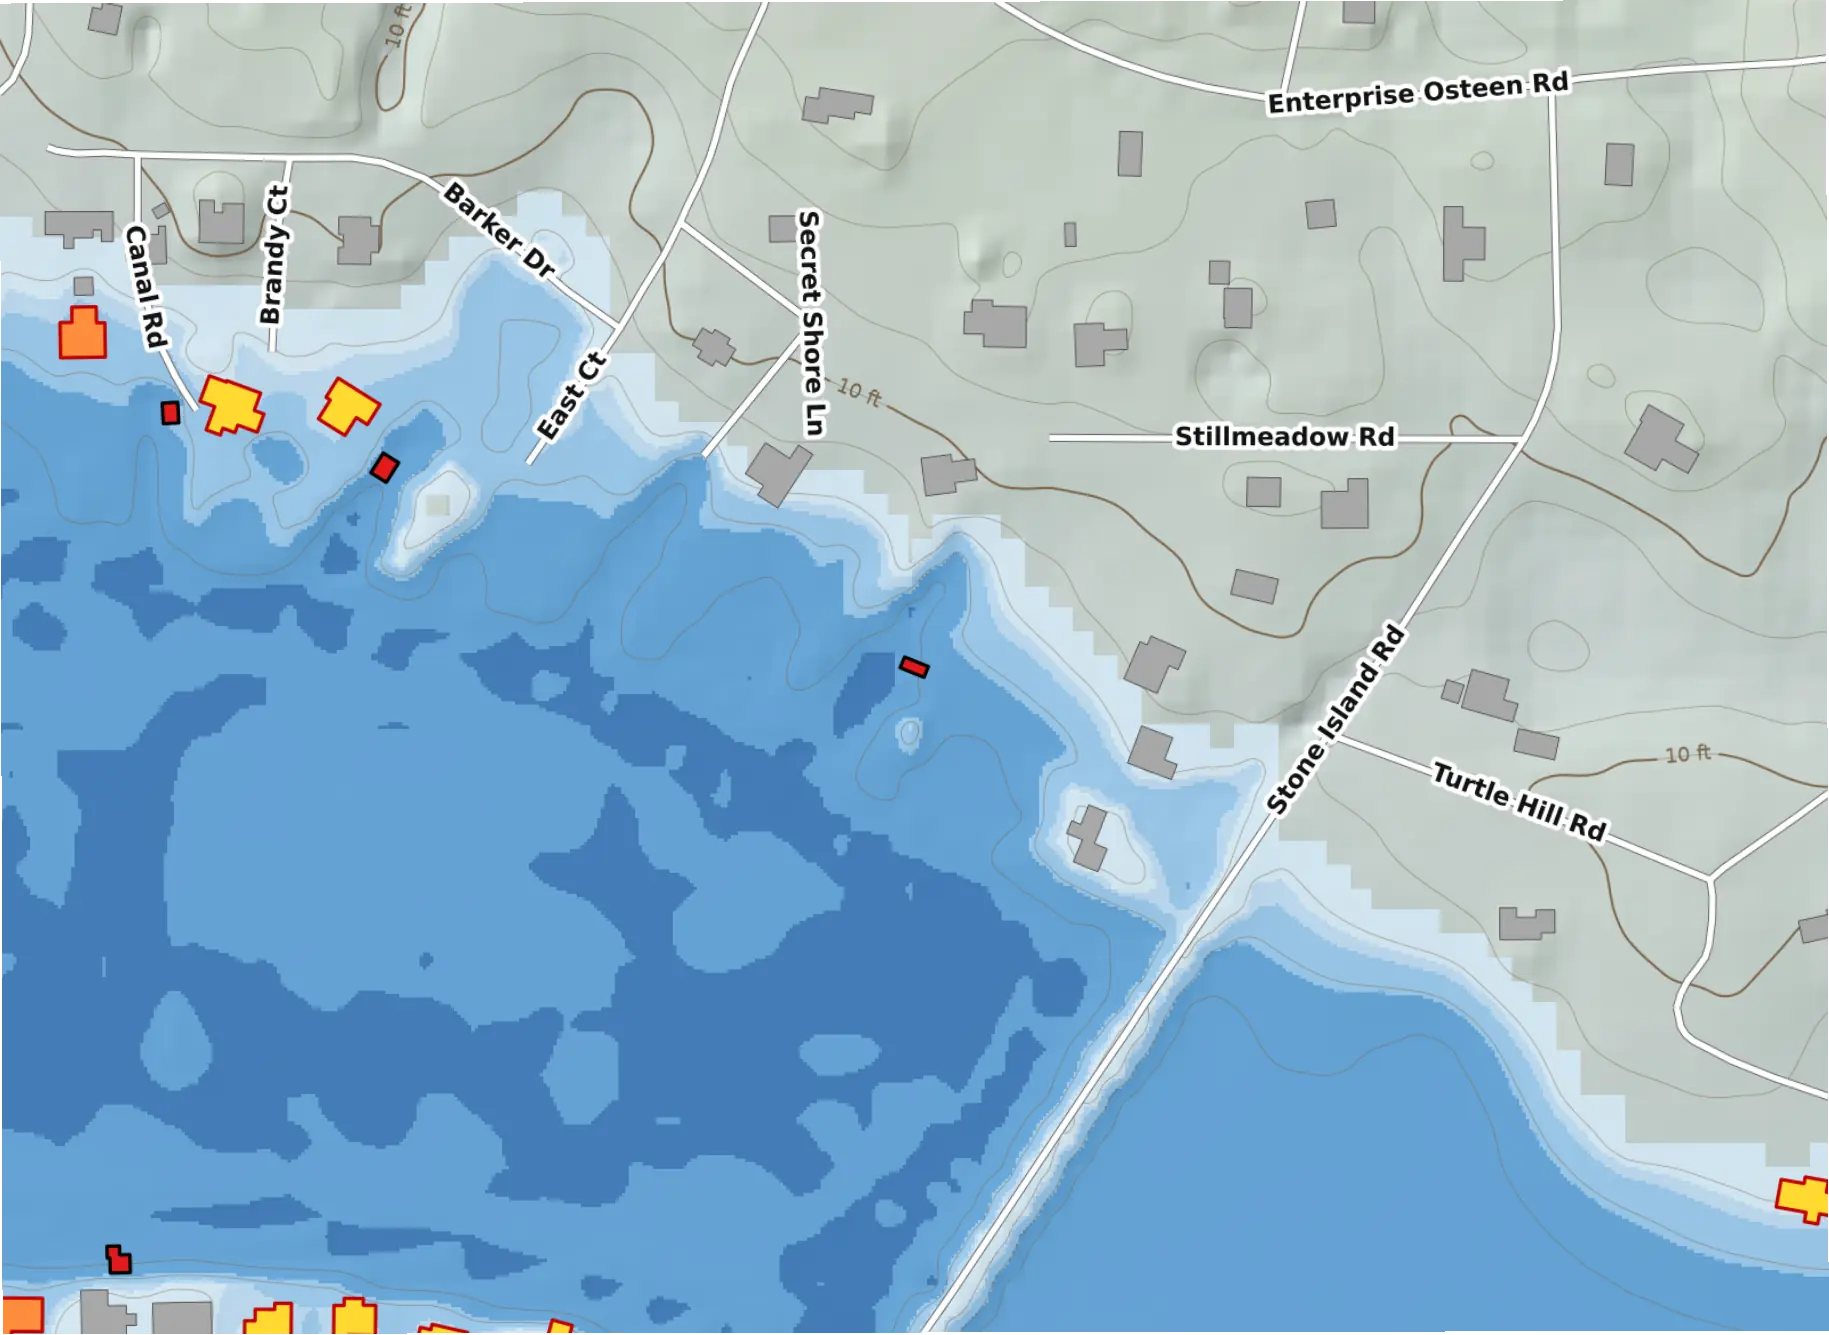 10 ft
Enterprise Osteen Rd
Barker Dr
Brandy Ct
Canal Rd
Secret Shore Ln
East Ct
10 ft
Stillmeadow Rd
Stone Island Rd
10 ft
Turtle Hill Rd